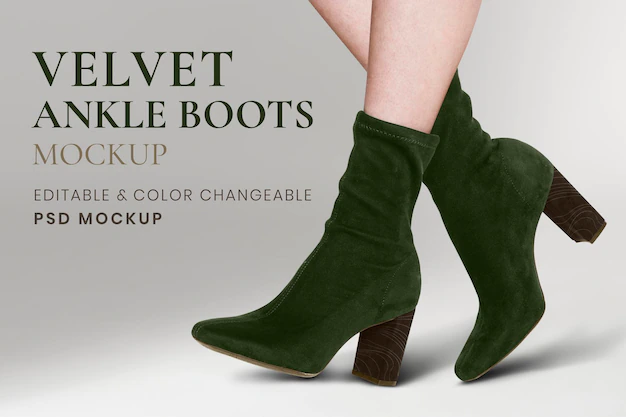 VELVET
ANKLE BOOTS
MOCKUP
EDITABLE & COLOR CHANGEABLE
PSD MOCKUP